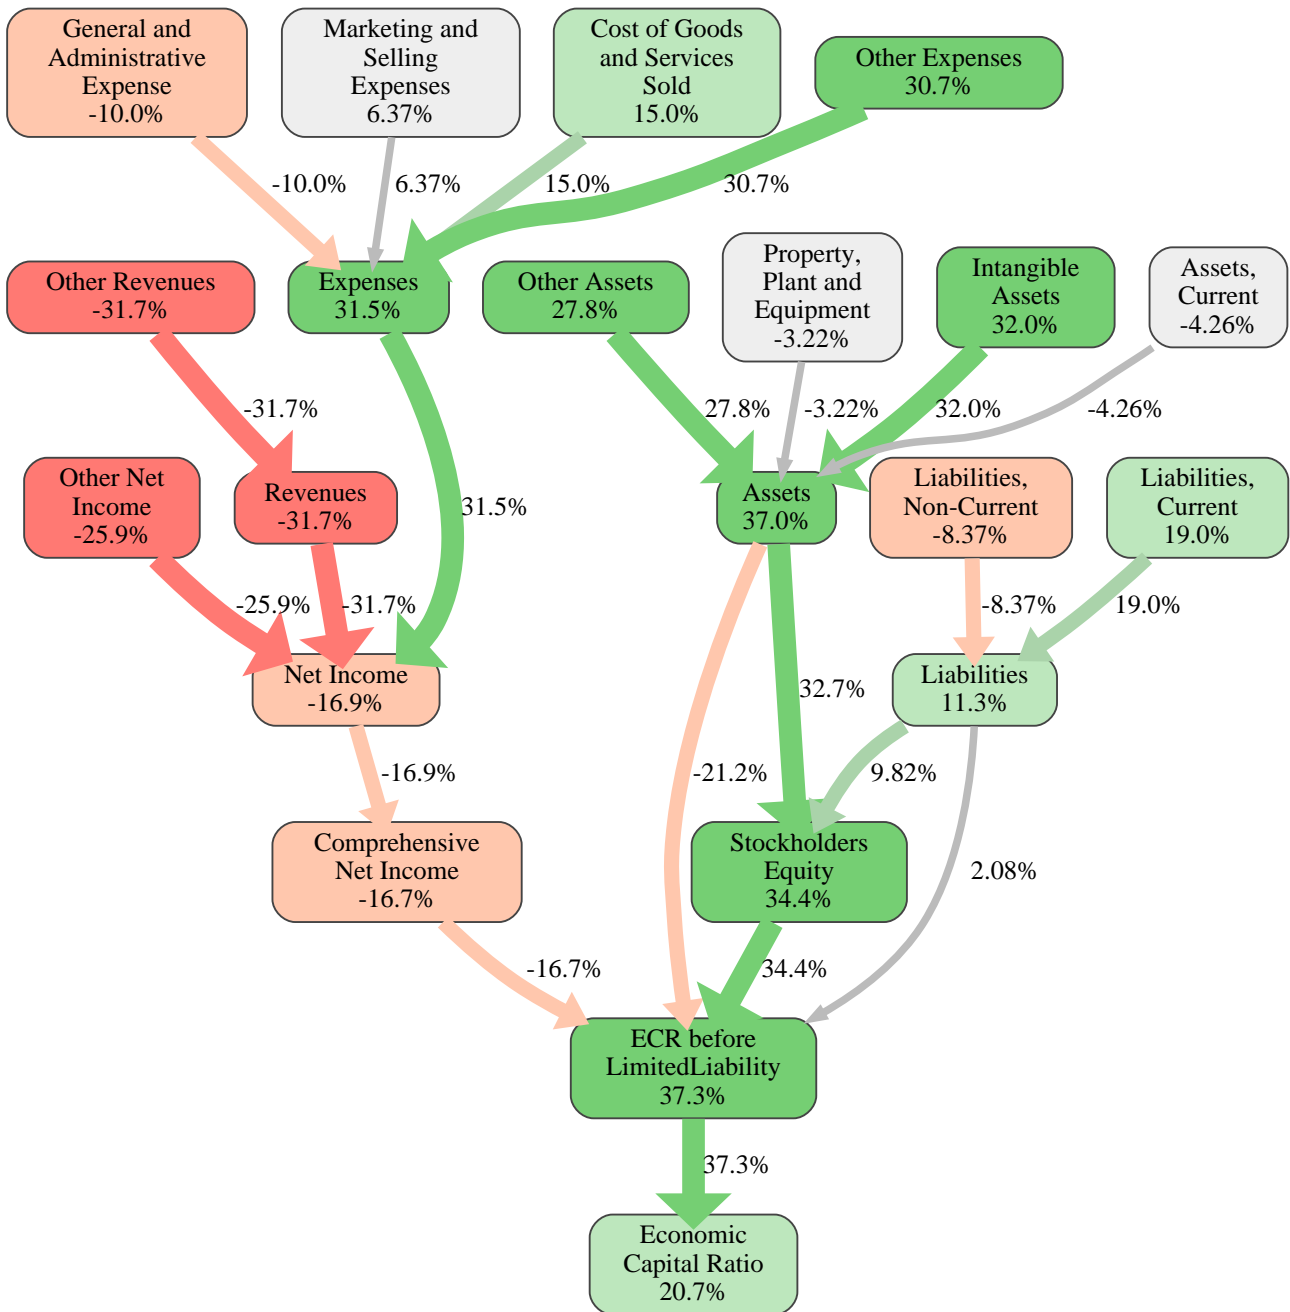 General and
Administrative
Expense
-10.0%
Marketing and
Selling
Expenses
6.37%
Cost of Goods
and Services
Sold
15.0%
Other Expenses
30.7%
-10.0%
6.37%
15.0%
30.7%
Other Revenues
-31.7%
Expenses
31.5%
Other Assets
27.8%
Property,
Plant and
Equipment
-3.22%
Intangible
Assets
32.0%
Assets,
Current
-4.26%
-31.7%
27.8%
-3.22%
32.0%
-4.26%
Other Net
Income
-25.9%
Revenues
-31.7%
31.5%
Assets
37.0%
Liabilities,
Non-Current
-8.37%
Liabilities,
Current
19.0%
-25.9%
-31.7%
-8.37%
19.0%
Net Income
-16.9%
32.7%
Liabilities
11.3%
-16.9%
-21.2%
9.82%
Comprehensive
Net Income
-16.7%
Stockholders
Equity
34.4%
2.08%
-16.7%
34.4%
ECR before
LimitedLiability
37.3%
37.3%
Economic
Capital Ratio
20.7%